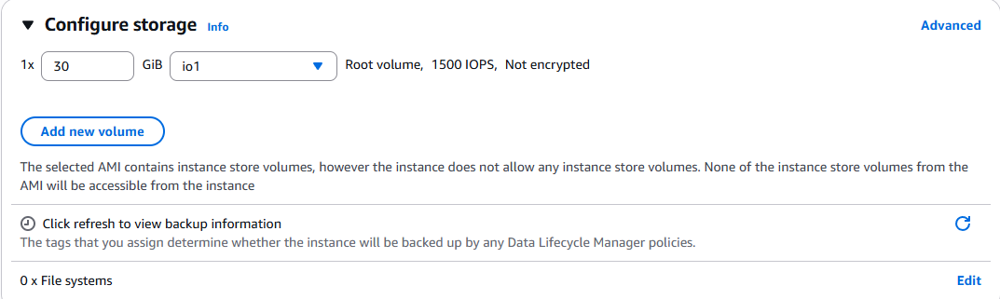 Configure storage Info Advanced
1x 30 GiB io1 Root volume, 1500 IOPS, Not encrypted
Add new volume
The selected AMI contains instance store volumes, however the instance does not allow any instance store volumes. None of the instance store volumes from the
AMI will be accessible from the instance
Click refresh to view backup information
The tags that you assign determine whether the instance will be backed up by any Data Lifecycle Manager policies.
0 x File systems Edit